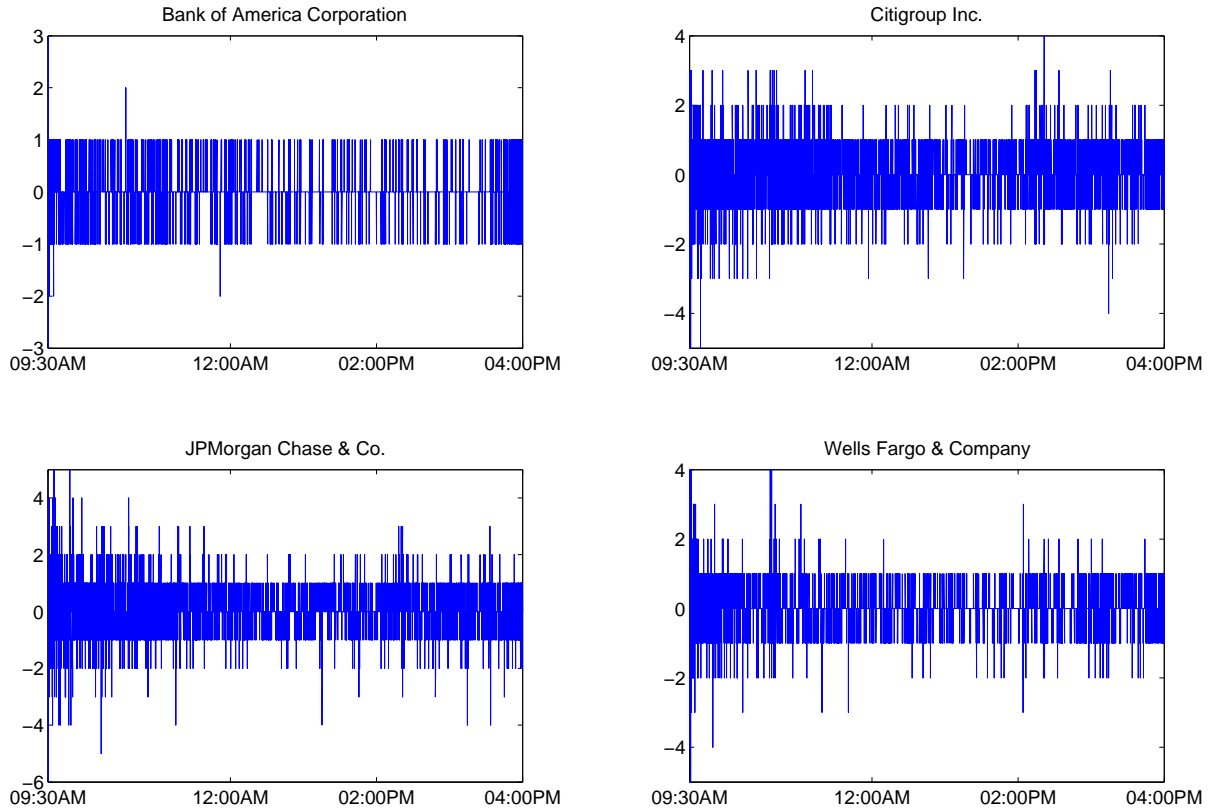 Bank of America Corporation
3
2
1
0
−1
−2
−3
09:30AM 12:00AM 02:00PM 04:00PM
Citigroup Inc.
4
2
0
−2
−4
09:30AM 12:00AM 02:00PM 04:00PM
JPMorgan Chase & Co.
4
2
0
−2
−4
−6
09:30AM 12:00AM 02:00PM 04:00PM
Wells Fargo & Company
4
2
0
−2
−4
09:30AM 12:00AM 02:00PM 04:00PM